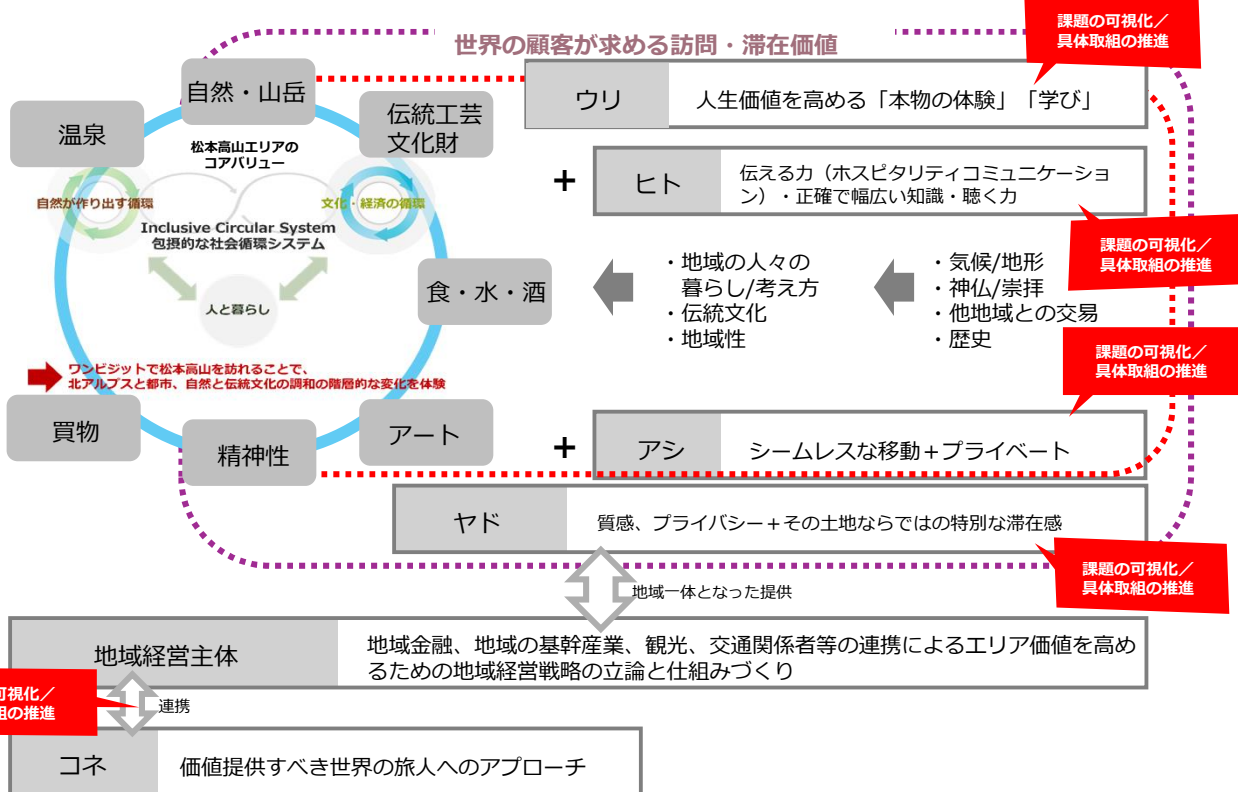 世界の顧客が求める訪問・滞在価値
課題の可視化／
具体取組の推進
自然・山岳
温泉
伝統工芸
文化財
松本高山エリアの
コアバリュー
自然が作り出す循環
文化・経済の循環
Inclusive Circular System
包摂的な社会循環システム
人と暮らし
食・水・酒
ワンビジットで松本高山を訪れることで、
北アルプスと都市、自然と伝統文化の調和の階層的な変化を体験
買物
精神性
アート
ウリ
人生価値を高める「本物の体験」「学び」
+
ヒト
伝える力（ホスピタリティコミュニケーショ
ン）・正確で幅広い知識・聴く力
課題の可視化／
具体取組の推進
・地域の人々の
暮らし/考え方
・伝統文化
・地域性
・気候/地形
・神仏/崇拝
・他地域との交易
・歴史
課題の可視化／
具体取組の推進
+
アシ
シームレスな移動＋プライベート
ヤド
質感、プライバシー＋その土地ならではの特別な滞在感
課題の可視化／
具体取組の推進
地域一体となった提供
地域経営主体
地域金融、地域の基幹産業、観光、交通関係者等の連携によるエリア価値を高め
るための地域経営戦略の立論と仕組みづくり
可視化／
組の推進
連携
コネ
価値提供すべき世界の旅人へのアプローチ